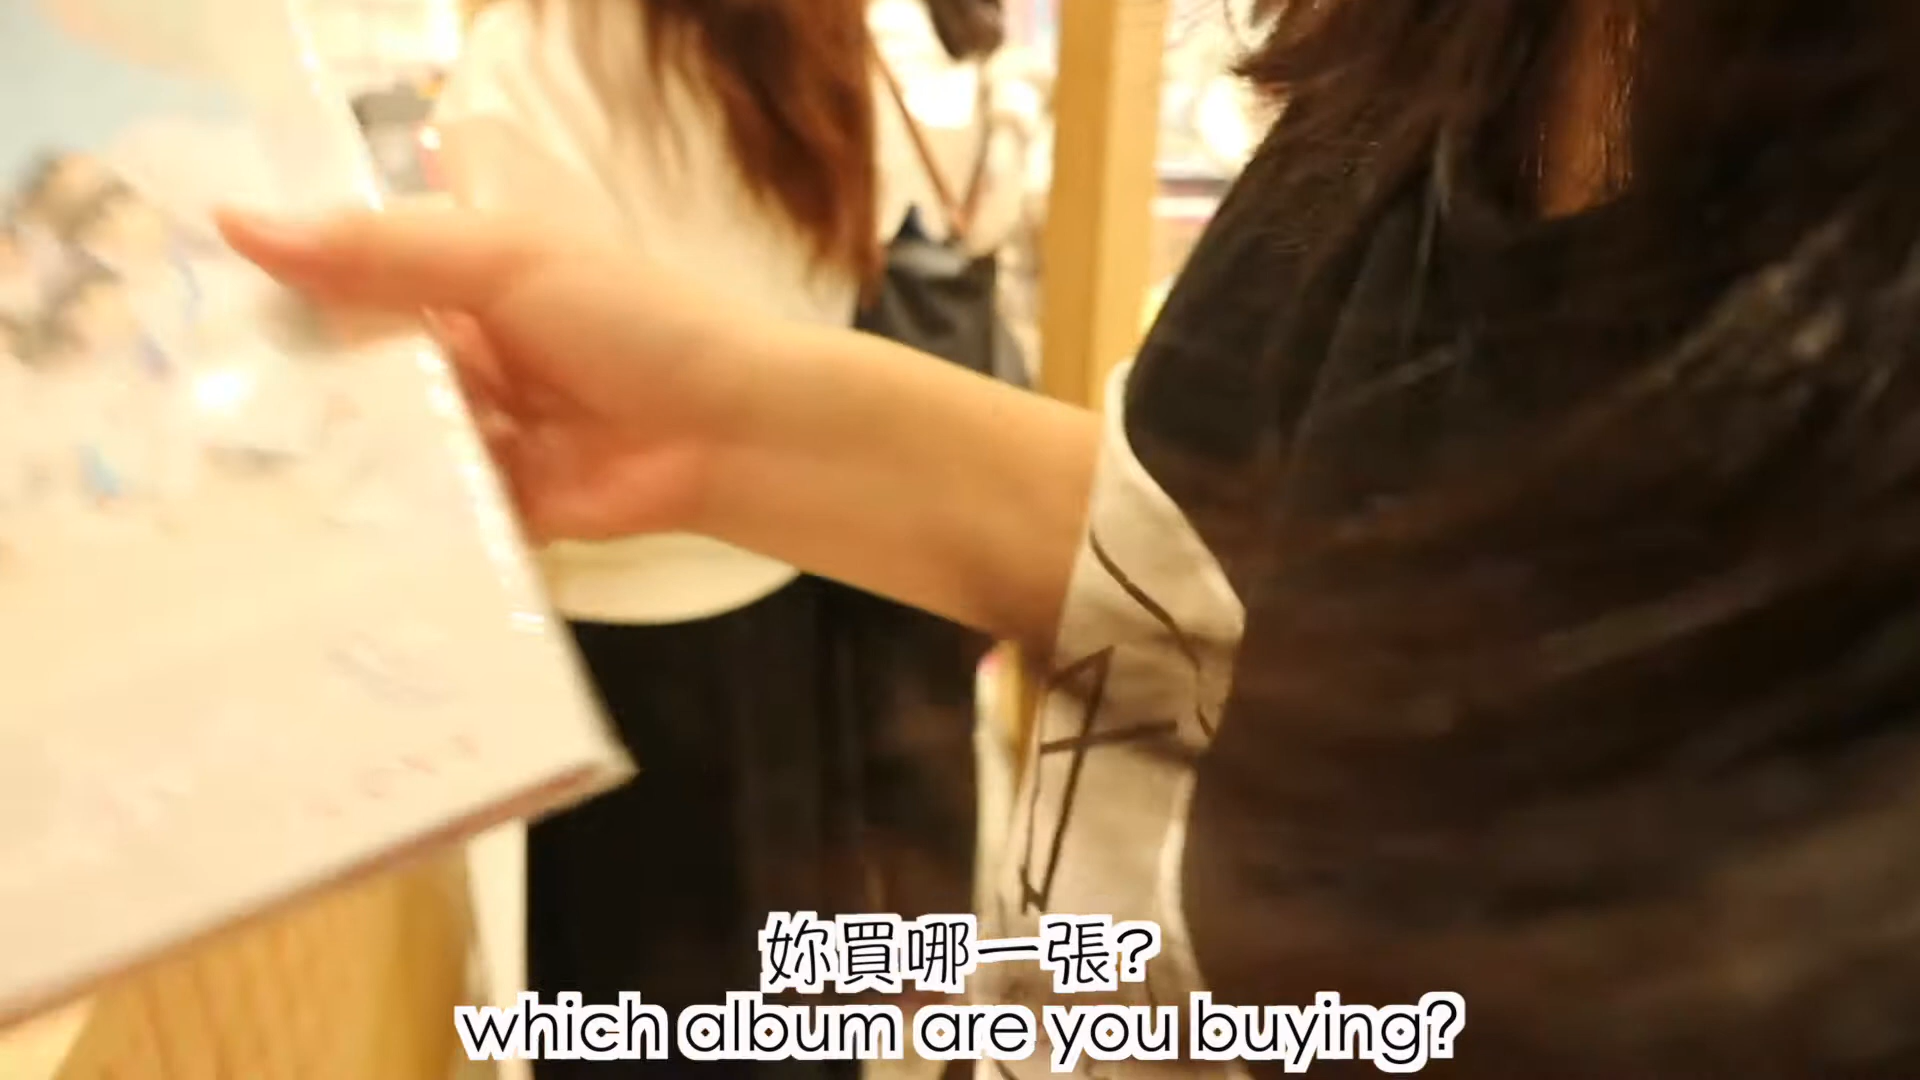 妳買哪一張?
which album are you buying?